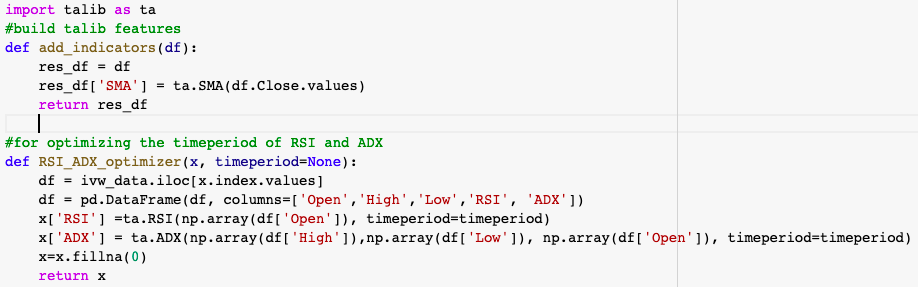 import talib as ta
#build talib features
def add_indicators(df):
    res_df = df
    res_df['SMA'] = ta.SMA(df.Close.values)
    return res_df
#for optimizing the timeperiod of RSI and ADX
def RSI_ADX_optimizer(x, timeperiod=None):
    df = ivw_data.iloc[x.index.values]
    df = pd.DataFrame(df, columns=['Open','High','Low','RSI', 'ADX'])
    x['RSI'] =ta.RSI(np.array(df['Open']), timeperiod=timeperiod)
    x['ADX'] = ta.ADX(np.array(df['High']),np.array(df['Low']), np.array(df['Open']), timeperiod=timeperiod)
    x=x.fillna(0)
    return x